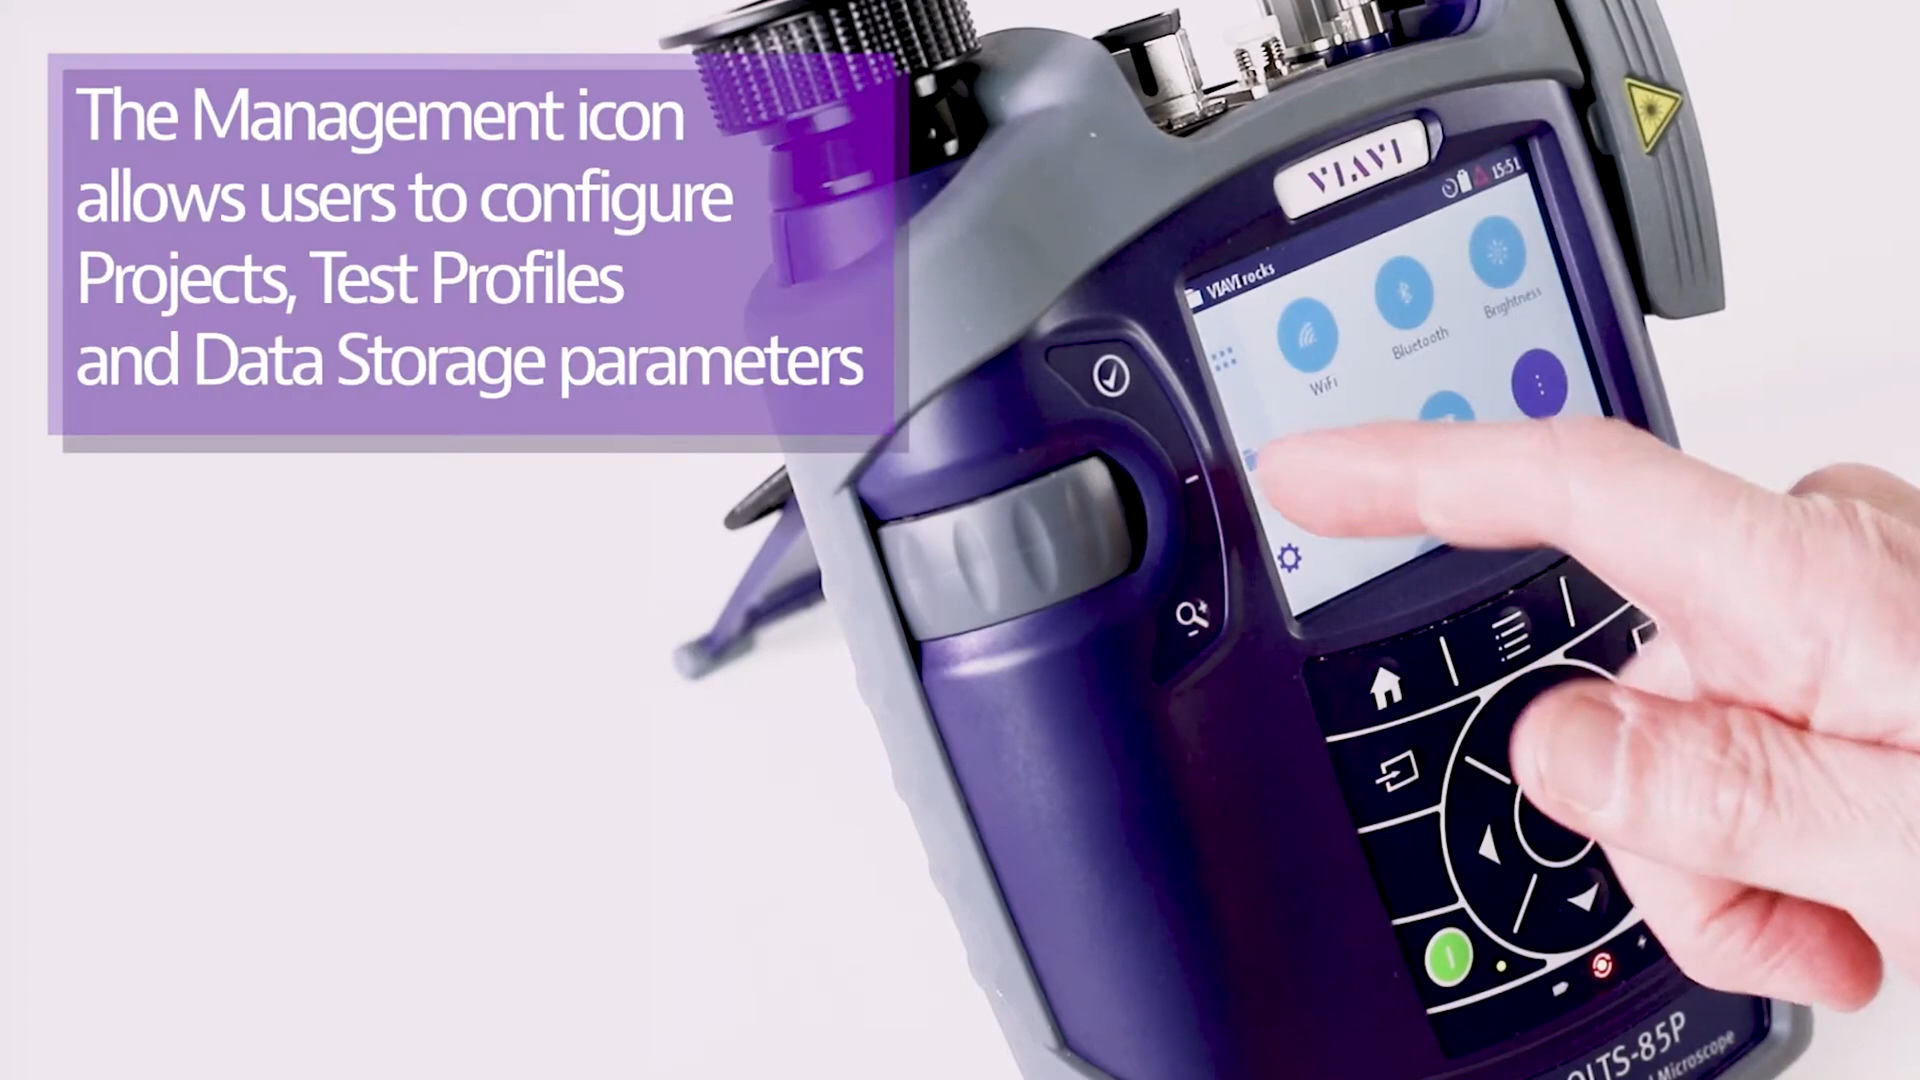 The Management icon
allows users to configure
Projects, Test Profiles
and Data Storage parameters
VIAVI
15:51
VIAVI rocks
WiFi
Bluetooth
Brightness
OLTS-85P
Microscope